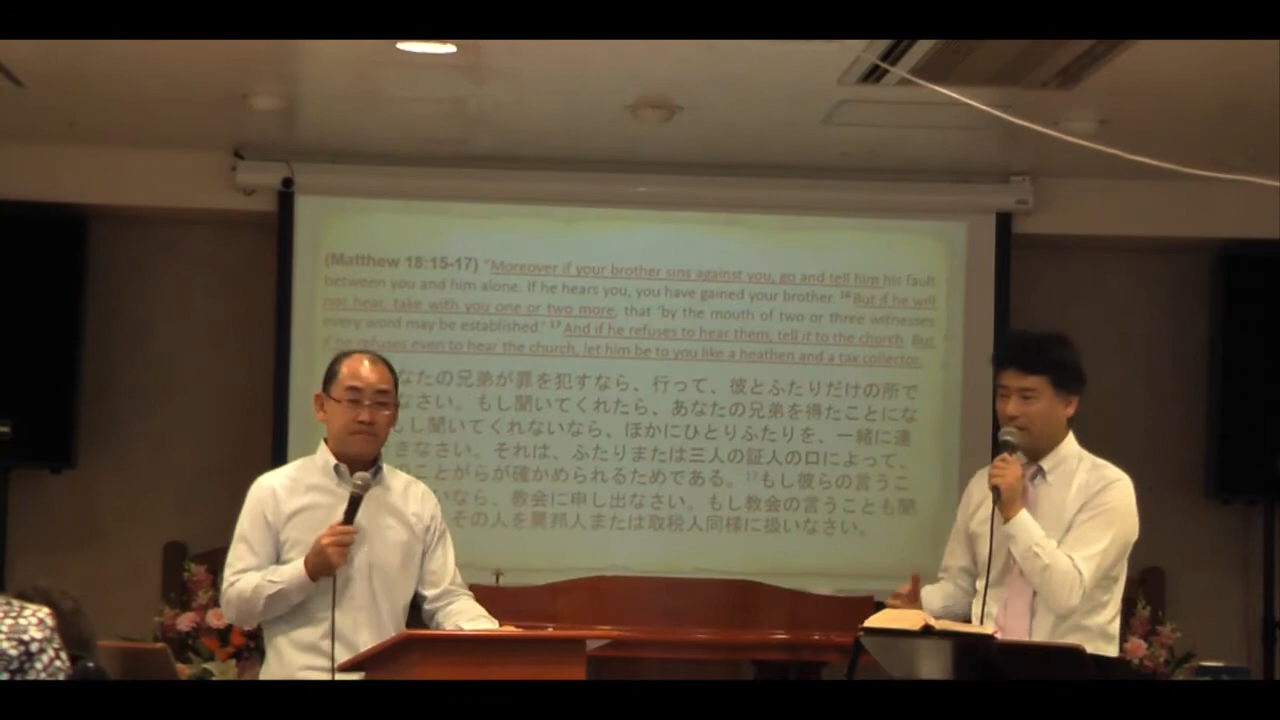 (Matthew 18:15-17) "Moreover if your brother sins against you, go and tell him his fault
between you and him alone. If he hears you, you have gained your brother. 16 But if he will
not hear, take with you one or two more, that 'by the mouth of two or three witnesses
every word may be established.' 17 And if he refuses to hear them, tell it to the church. But
if he refuses even to hear the church, let him be to you like a heathen and a tax collector.
なたの兄弟が罪を犯すなら、行って、彼とふたりだけの所で
なさい。もし聞いてくれたら、あなたの兄弟を得たことにな
もし聞いてくれないなら、ほかにひとりふたりを、一緒に連
きなさい。それは、ふたりまたは三人の証人の口によって、
のことがらが確かめられるためである。17もし彼らの言うこ
いなら、教会に申し出なさい。もし教会の言うことも聞
その人を異邦人または取税人同様に扱いなさい。